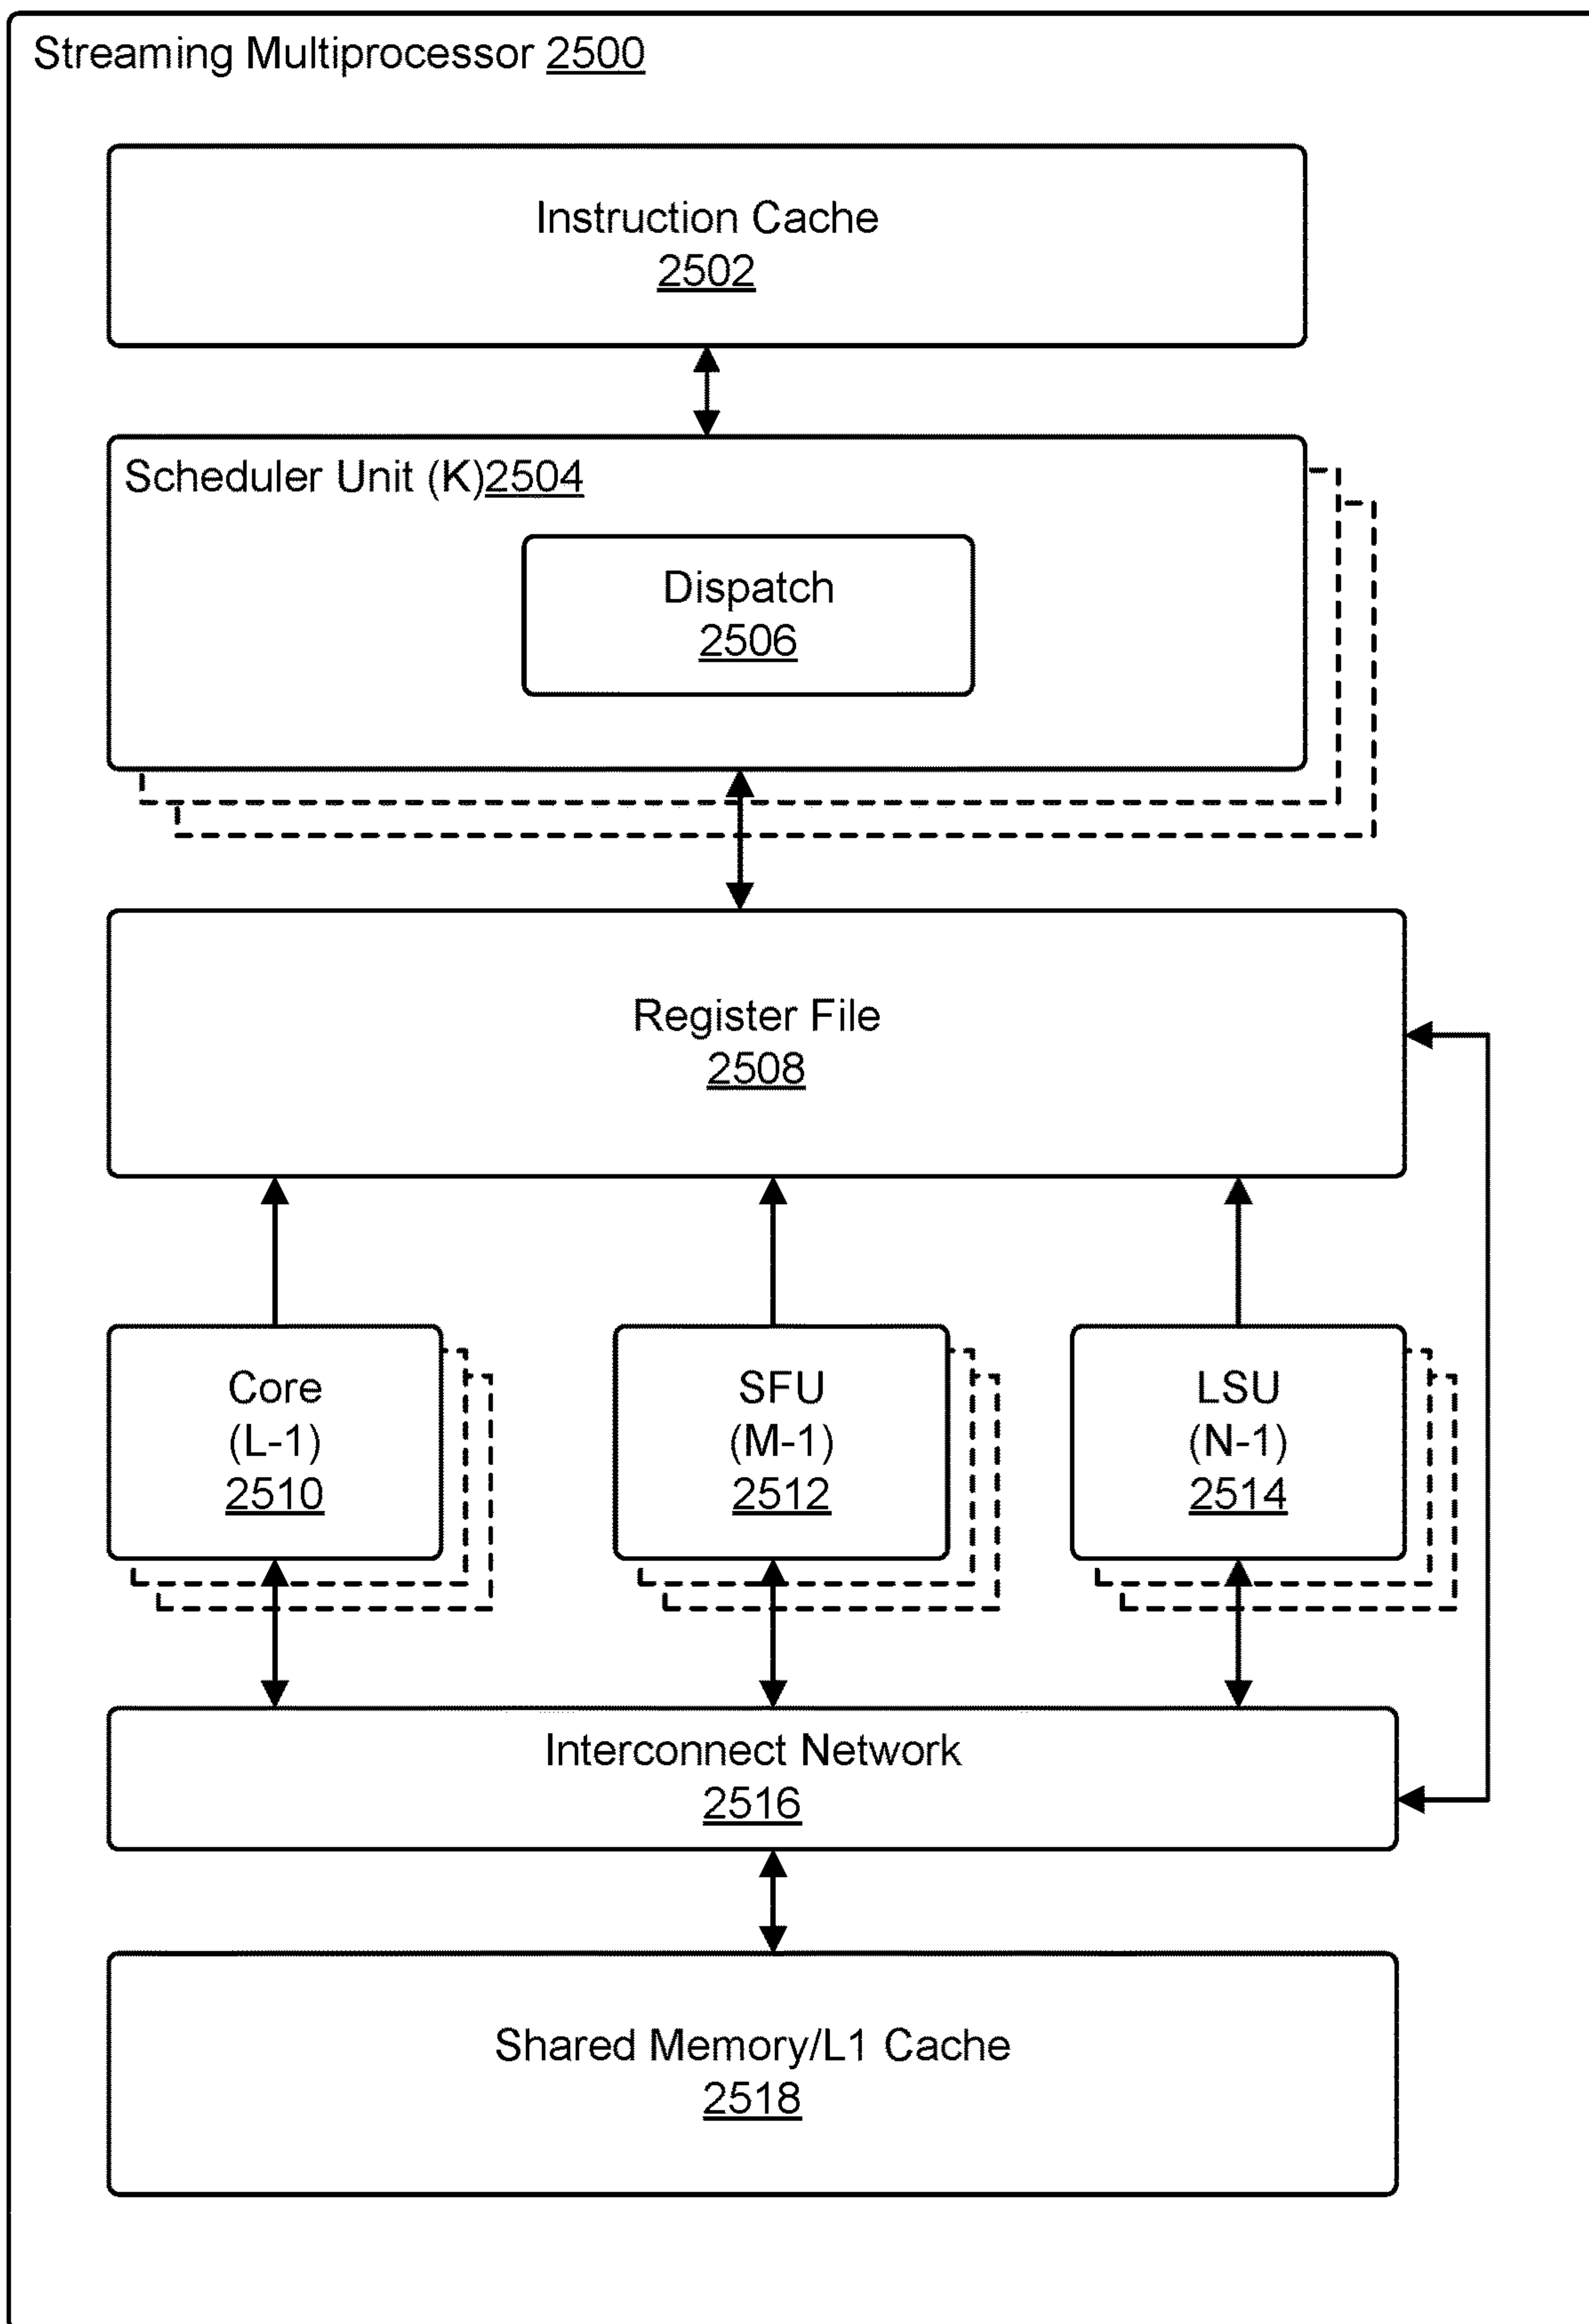 Streaming Multiprocessor 2500
Instruction Cache
2502
Scheduler Unit (K)2504
Dispatch
2506
Register File
2508
Core
(L-1)
2510
SFU
(M-1)
2512
LSU
(N-1)
2514
Interconnect Network
2516
Shared Memory/L1 Cache
2518